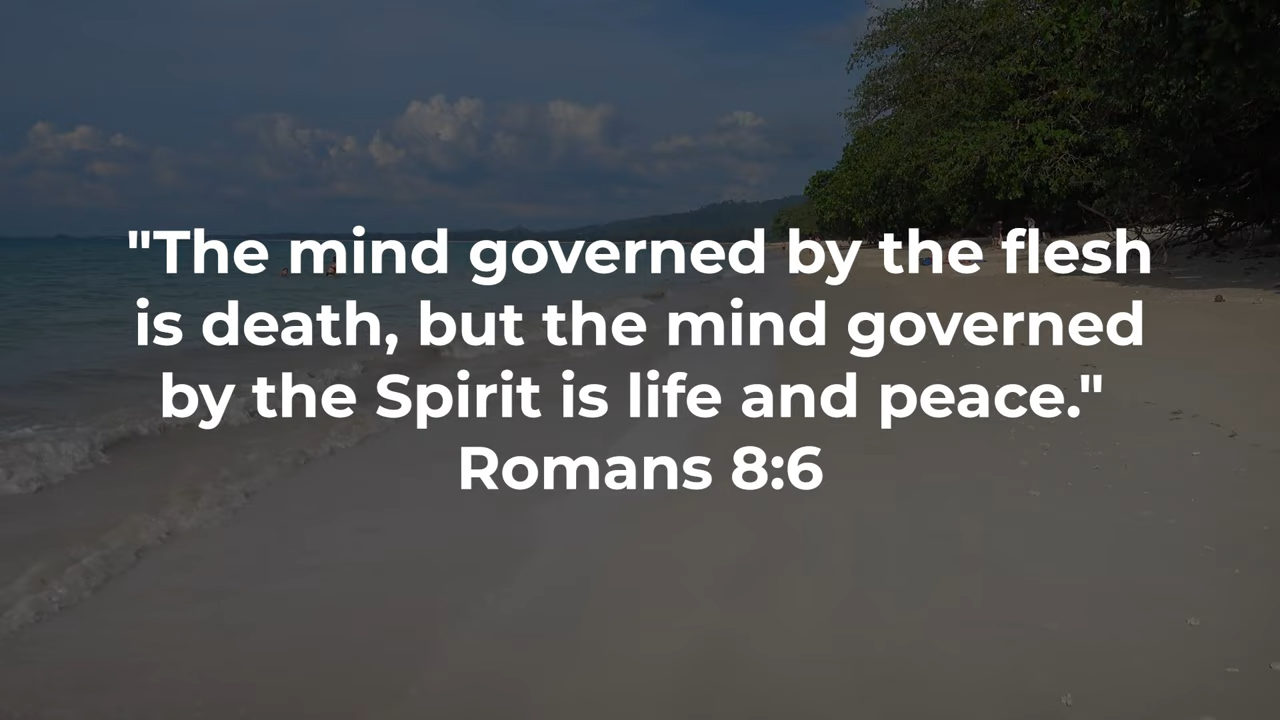 "The mind governed by the flesh
is death, but the mind governed
by the Spirit is life and peace."
Romans 8:6